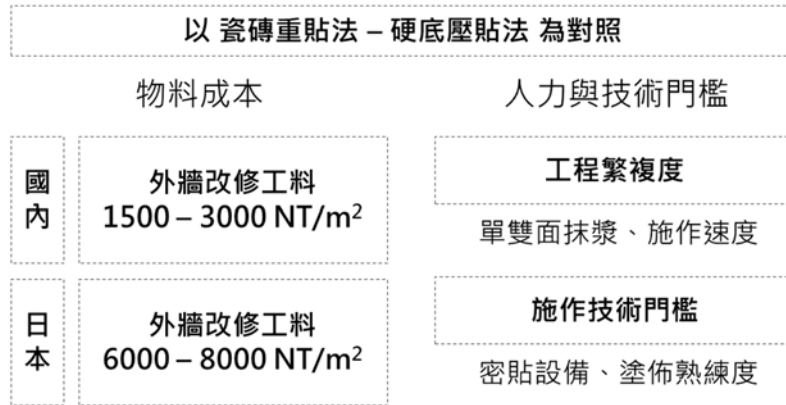 以 瓷磚重貼法 – 硬底壓貼法 為對照
物料成本
人力與技術門檻
國內
外牆改修工料
1500 – 3000 NT/m²
工程繁複度
單雙面抹漿、施作速度
日本
外牆改修工料
6000 – 8000 NT/m²
施作技術門檻
密貼設備、塗佈熟練度